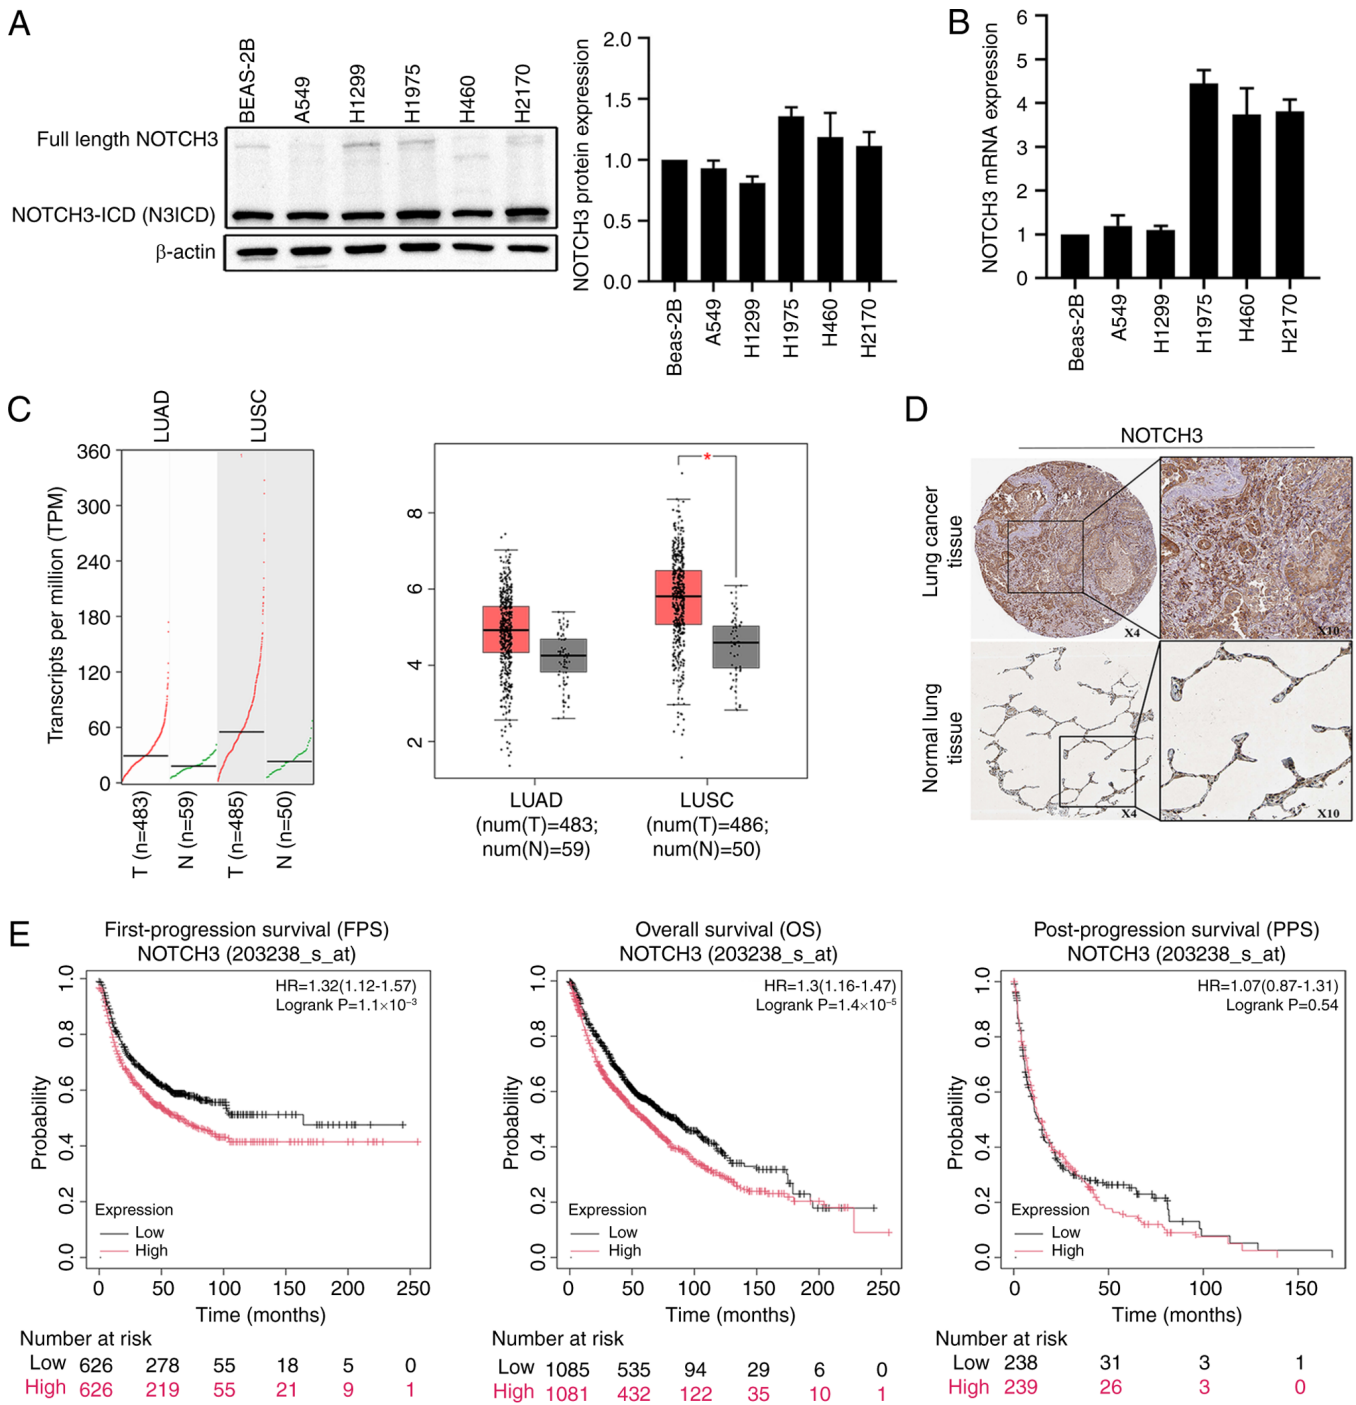 A
BEAS-2B
A549
H1299
H1975
H460
H2170
Full length NOTCH3
NOTCH3-ICD (N3ICD)
β-actin
NOTCH3 protein expression
2.0
1.5
1.0
0.5
0.0
Beas-2B
A549
H1299
H1975
H460
H2170
B
NOTCH3 mRNA expression
6
5
4
3
2
1
0
Beas-2B
A549
H1299
H1975
H460
H2170
C
LUAD
LUSC
Transcripts per million (TPM)
360
300
240
180
120
60
0
T (n=483)
N (n=59)
T (n=485)
N (n=50)
8
6
4
2
*
LUAD
(num(T)=483;
num(N)=59)
LUSC
(num(T)=486;
num(N)=50)
D
NOTCH3
Lung cancer
tissue
X4
X10
Normal lung
tissue
X4
X10
E
First-progression survival (FPS)
NOTCH3 (203238_s_at)
HR=1.32(1.12-1.57)
Logrank P=1.1×10⁻³
Probability
1.0
0.8
0.6
0.4
0.2
0.0
Expression
Low
High
0 50 100 150 200 250
Time (months)
Number at risk
Low 626 278 55 18 5 0
High 626 219 55 21 9 1
Overall survival (OS)
NOTCH3 (203238_s_at)
HR=1.3(1.16-1.47)
Logrank P=1.4×10⁻⁵
Probability
1.0
0.8
0.6
0.4
0.2
0.0
Expression
Low
High
0 50 100 150 200 250
Time (months)
Number at risk
Low 1085 535 94 29 6 0
High 1081 432 122 35 10 1
Post-progression survival (PPS)
NOTCH3 (203238_s_at)
HR=1.07(0.87-1.31)
Logrank P=0.54
Probability
1.0
0.8
0.6
0.4
0.2
0.0
Expression
Low
High
0 50 100 150
Time (months)
Number at risk
Low 238 31 3 1
High 239 26 3 0